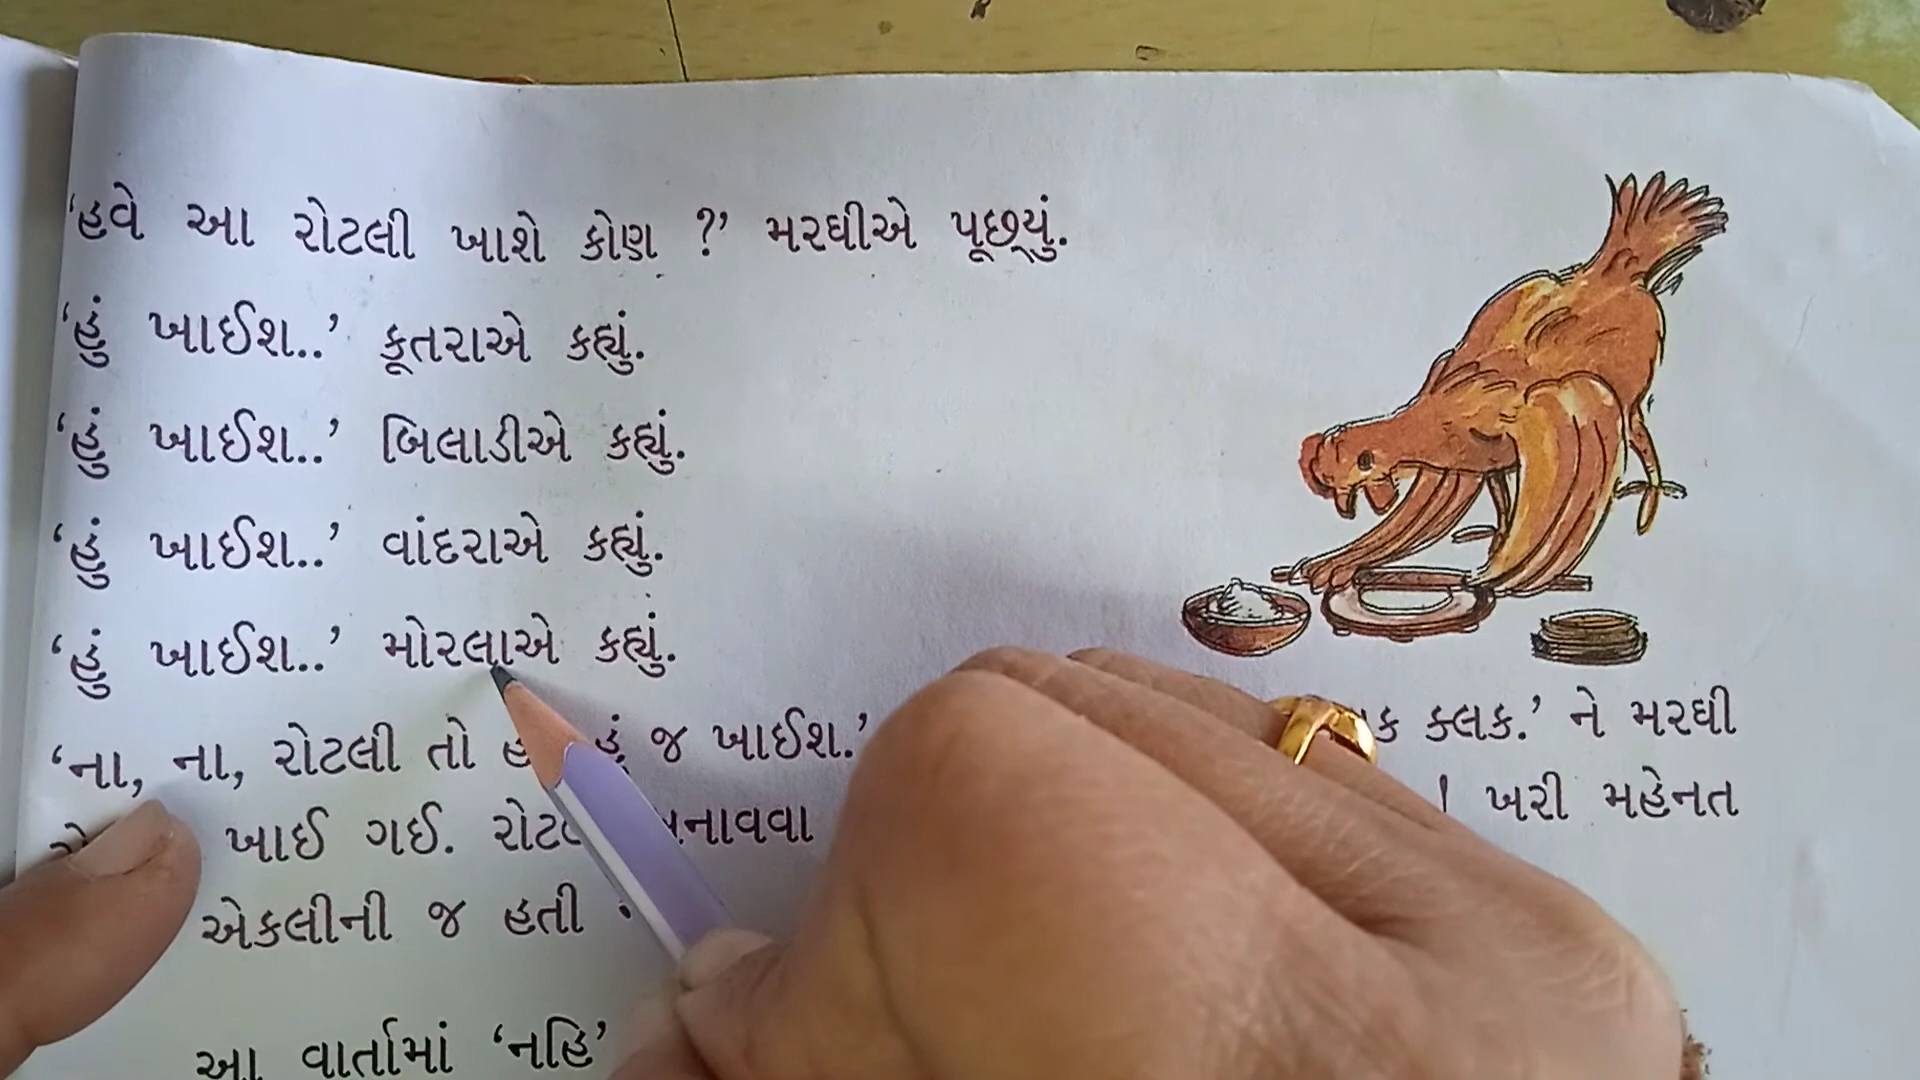 ‘હવે આ રોટલી ખાશે કોણ ?’ મરઘીએ પૂછ્યું.
‘હું ખાઈશ..’ કૂતરાએ કહ્યું.
‘હું ખાઈશ..’ બિલાડીએ કહ્યું.
‘હું ખાઈશ..’ વાંદરાએ કહ્યું.
‘હું ખાઈશ..’ મોરલાએ કહ્યું.
‘ના, ના, રોટલી તો હું જ ખાઈશ.’ ક્લક.’ ને મરઘી
ખાઈ ગઈ. ! ખરી મહેનત
એકલીની જ હતી
આ વાર્તામાં ‘નહિ’